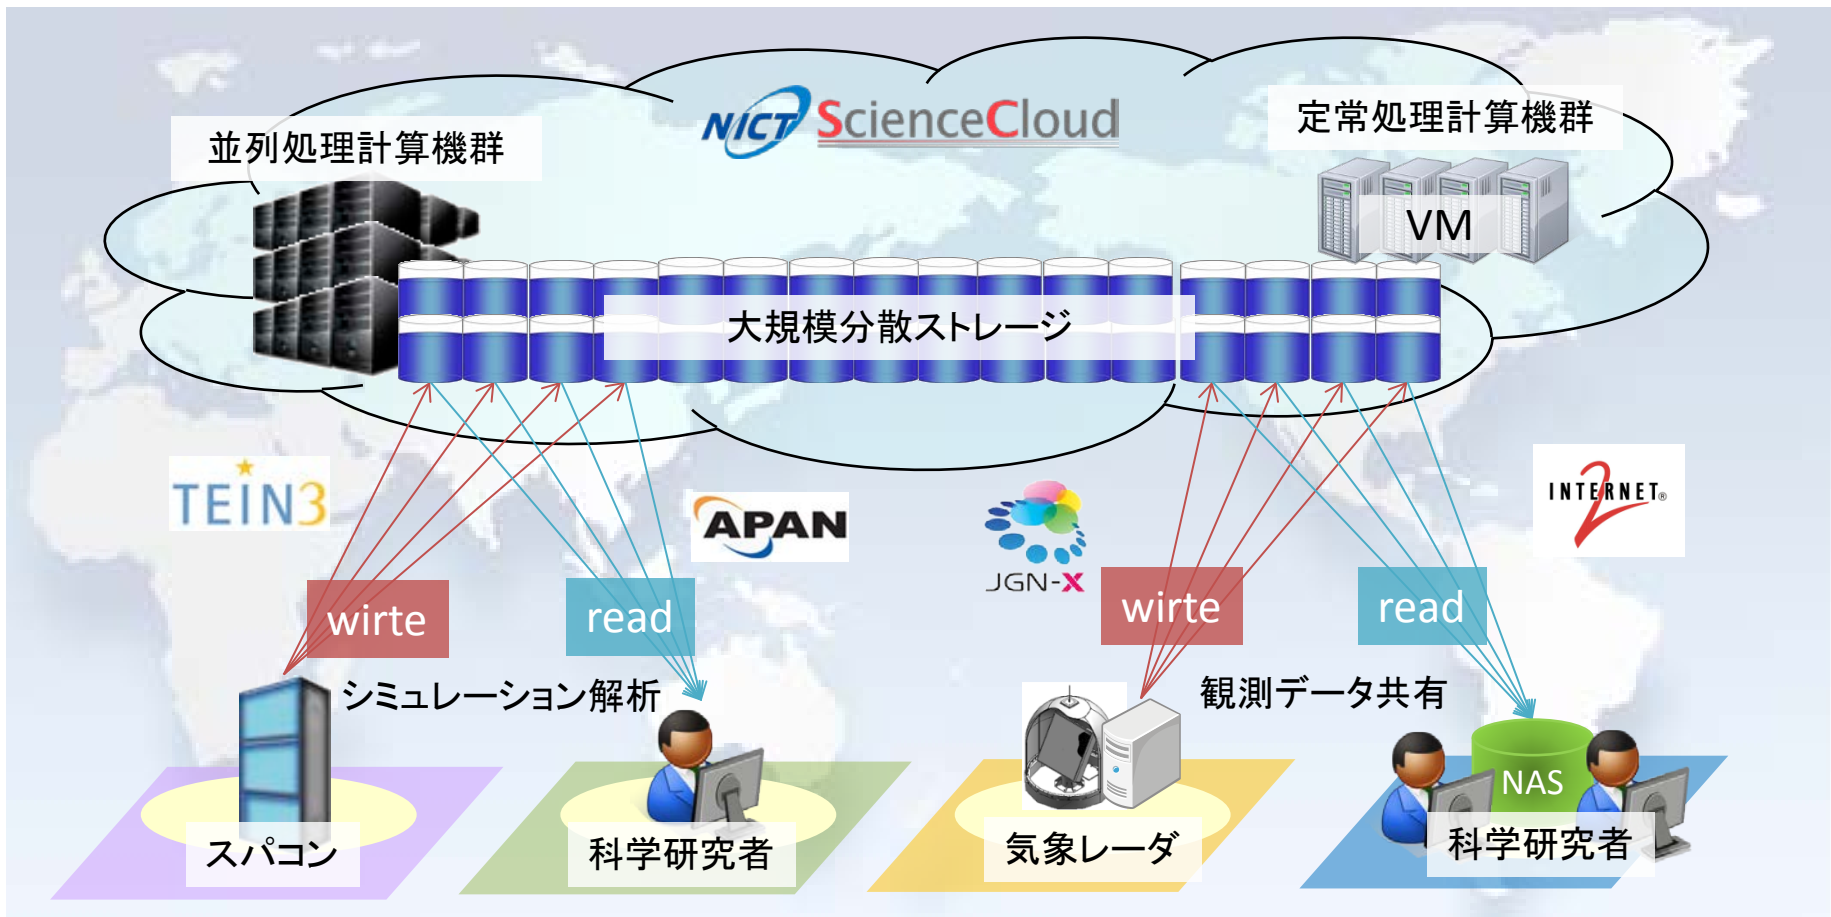 NICT ScienceCloud
並列処理計算機群
定常処理計算機群
VM
大規模分散ストレージ
TEIN3
APAN
JGN-X
INTERNET®
2
wirte
read
wirte
read
シミュレーション解析
観測データ共有
NAS
スパコン
科学研究者
気象レーダ
科学研究者